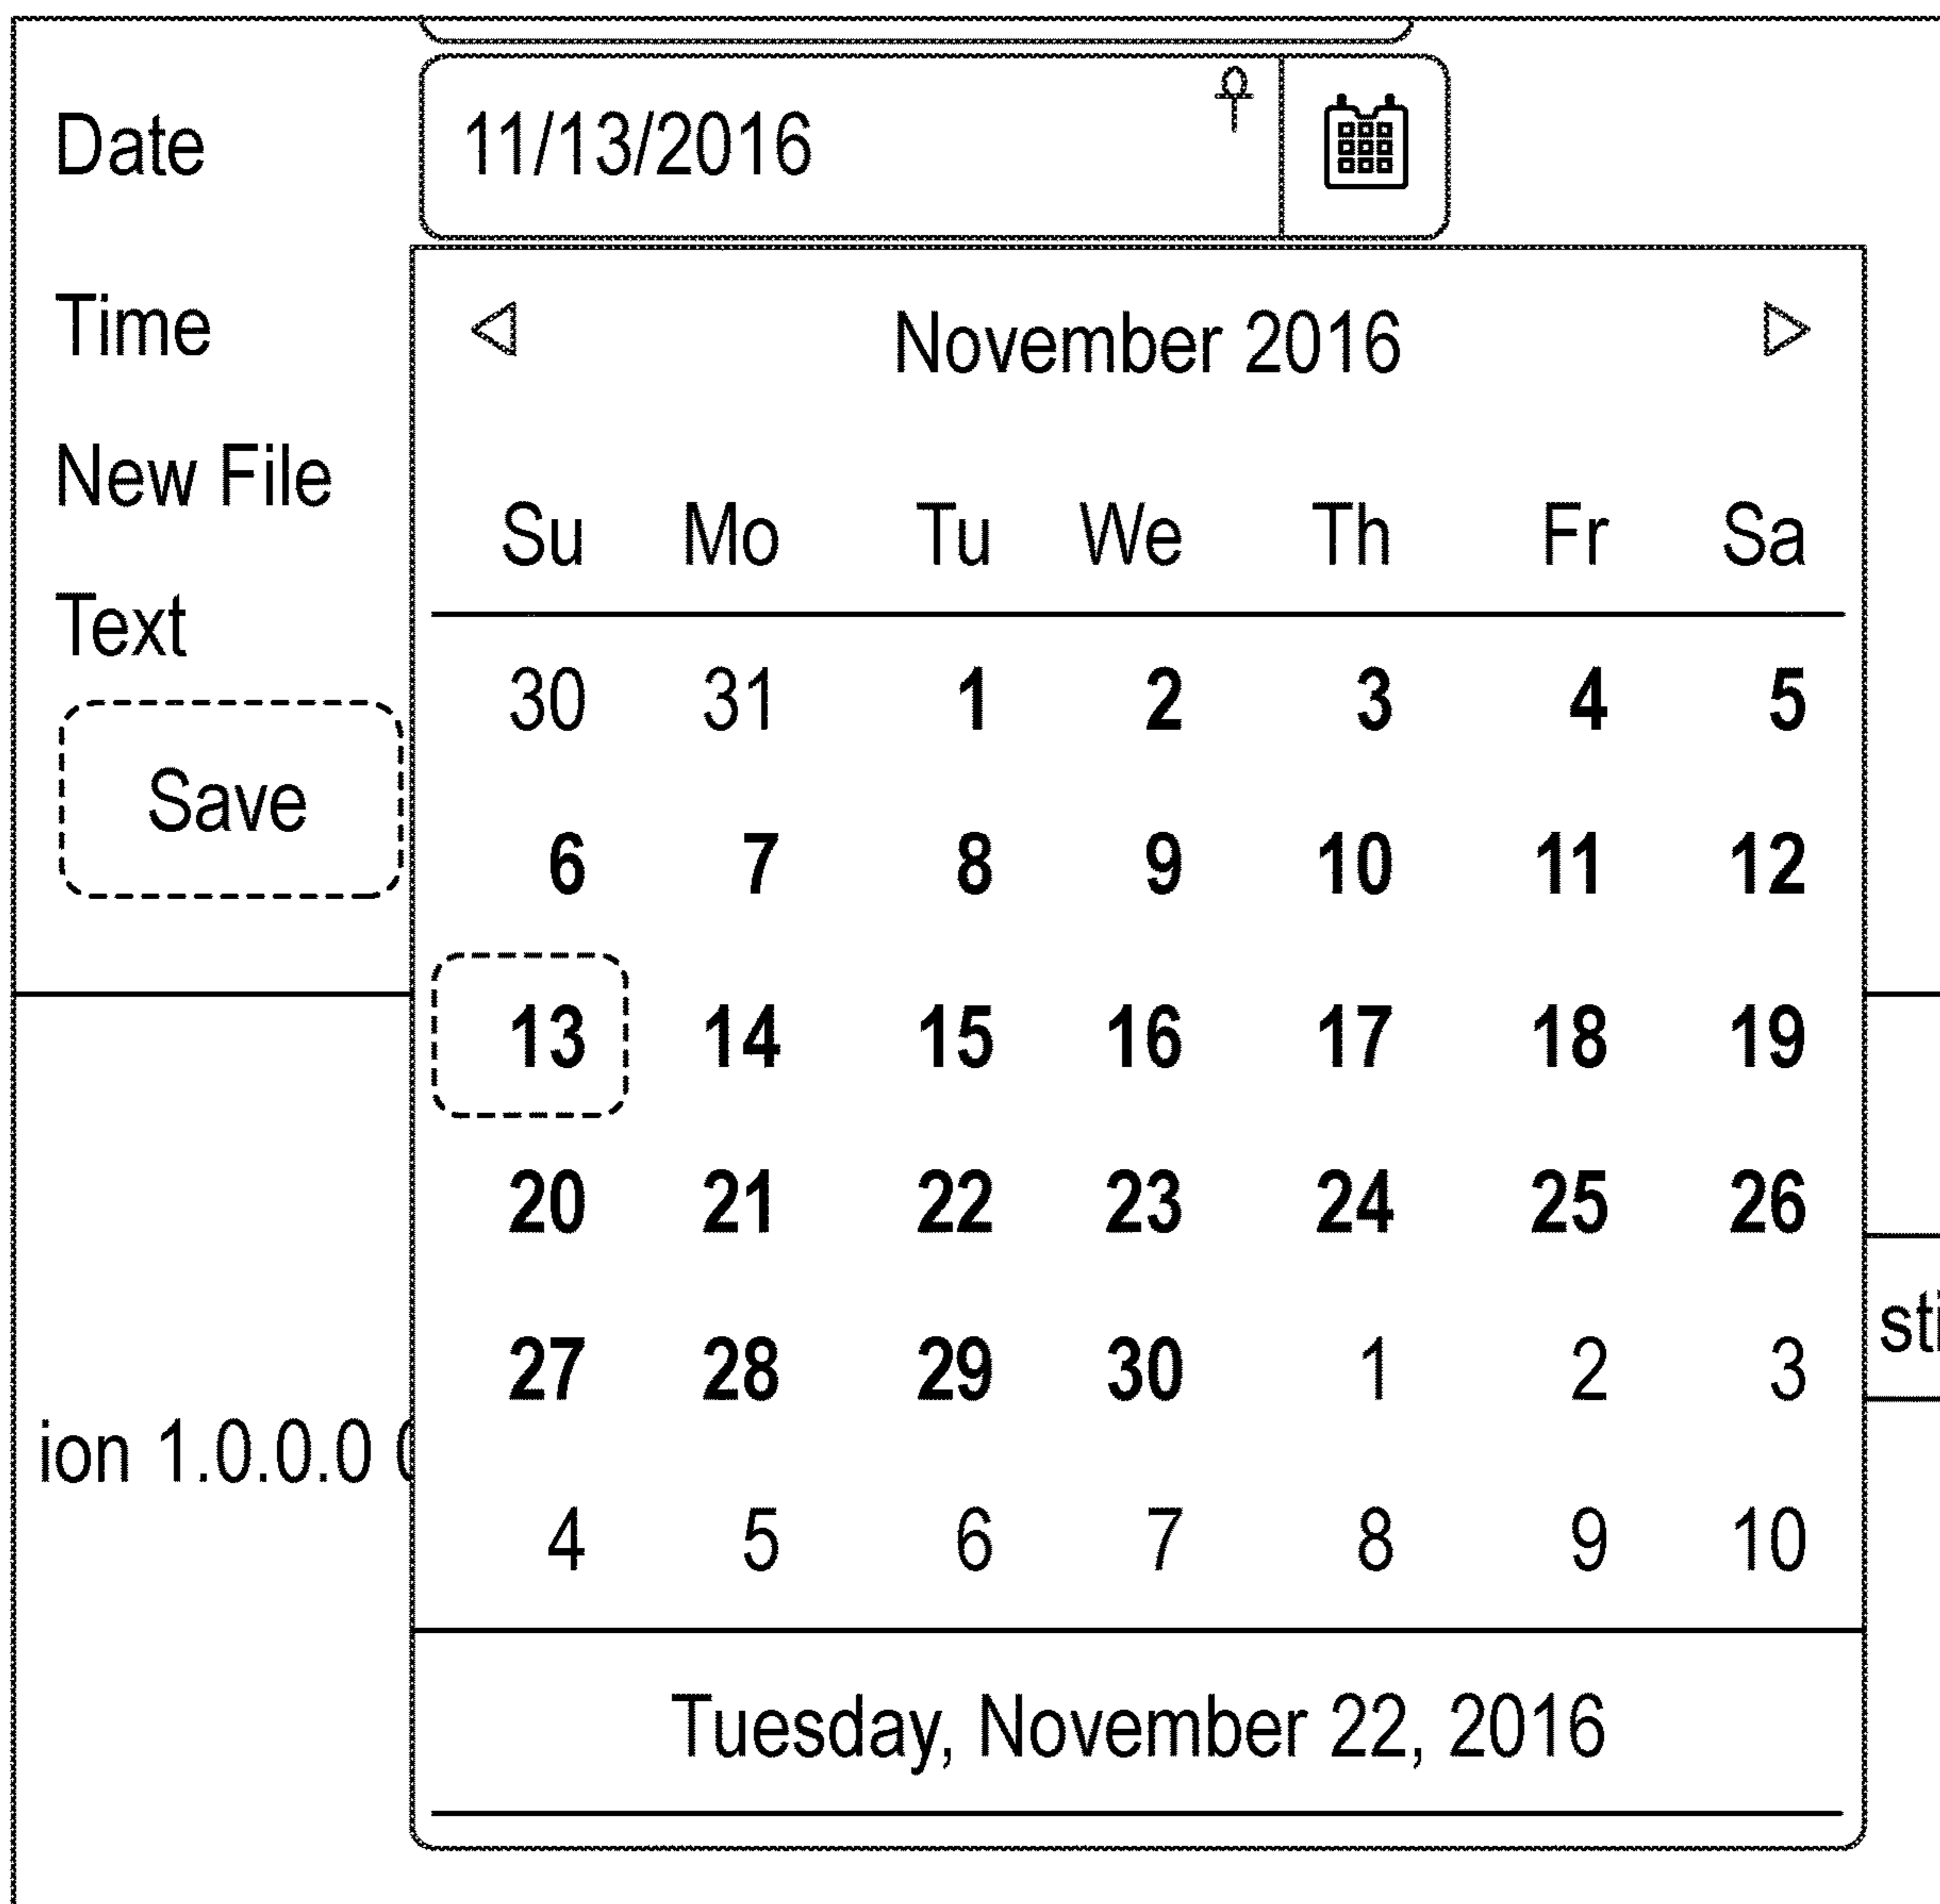 Date 11/13/2016
Time
November 2016
New File
Su Mo Tu We Th Fr Sa
Text
30 31 1 2 3 4 5
Save
6 7 8 9 10 11 12
13 14 15 16 17 18 19
20 21 22 23 24 25 26
27 28 29 30 1 2 3
ion 1.0.0.0
4 5 6 7 8 9 10
Tuesday, November 22, 2016